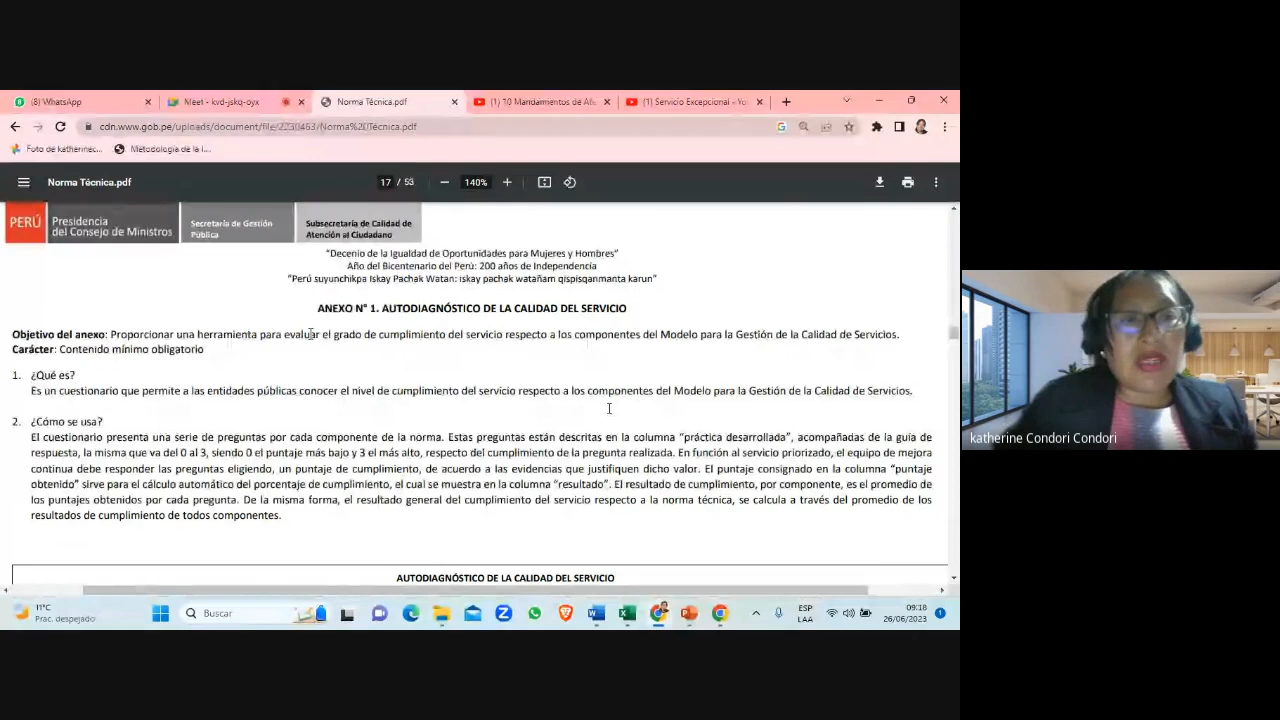 (8) WhatsApp
Meet - kvd-jskq-oyx
Norma Técnica.pdf
(1) 10 Mandamientos de Ate
(1) Servicio Excepcional - Yo
cdn.www.gob.pe/uploads/document/file/2230463/Norma%20Técnica.pdf
Foto de katherinec...
Metodología de la i...
Norma Técnica.pdf
17 / 53
140%
PERÚ
Presidencia
del Consejo de Ministros
Secretaría de Gestión
Pública
Subsecretaría de Calidad de
Atención al Ciudadano
“Decenio de la Igualdad de Oportunidades para Mujeres y Hombres”
Año del Bicentenario del Perú: 200 años de Independencia
“Perú suyunchikpa Iskay Pachak Watan: iskay pachak watañam qispisqanmanta karun”
ANEXO N° 1. AUTODIAGNÓSTICO DE LA CALIDAD DEL SERVICIO
Objetivo del anexo: Proporcionar una herramienta para evaluar el grado de cumplimiento del servicio respecto a los componentes del Modelo para la Gestión de la Calidad de Servicios.
Carácter: Contenido mínimo obligatorio
1. ¿Qué es?
Es un cuestionario que permite a las entidades públicas conocer el nivel de cumplimiento del servicio respecto a los componentes del Modelo para la Gestión de la Calidad de Servicios.
2. ¿Cómo se usa?
El cuestionario presenta una serie de preguntas por cada componente de la norma. Estas preguntas están descritas en la columna “práctica desarrollada”, acompañadas de la guía de
respuesta, la misma que va del 0 al 3, siendo 0 el puntaje más bajo y 3 el más alto, respecto del cumplimiento de la pregunta realizada. En función al servicio priorizado, el equipo de mejora
continua debe responder las preguntas eligiendo, un puntaje de cumplimiento, de acuerdo a las evidencias que justifiquen dicho valor. El puntaje consignado en la columna “puntaje
obtenido” sirve para el cálculo automático del porcentaje de cumplimiento, el cual se muestra en la columna “resultado”. El resultado de cumplimiento, por componente, es el promedio de
los puntajes obtenidos por cada pregunta. De la misma forma, el resultado general del cumplimiento del servicio respecto a la norma técnica, se calcula a través del promedio de los
resultados de cumplimiento de todos componentes.
AUTODIAGNÓSTICO DE LA CALIDAD DEL SERVICIO
katherine Condori Condori
11°C
Prac. despejado
Buscar
ESP
LAA
09:18
26/06/2023